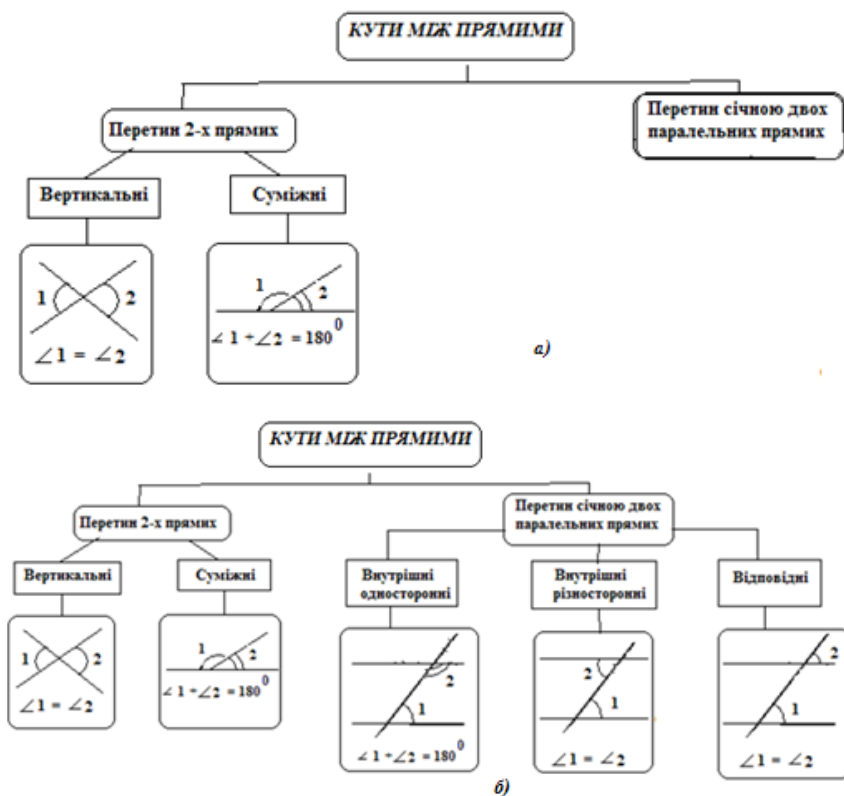 КУТИ МІЖ ПРЯМИМИ
Перетин 2-х прямих
Перетин січною двох
паралельних прямих
Вертикальні
Суміжні
1 2
∠1 = ∠2
1 2
∠ 1 +∠2 = 180⁰
а)
КУТИ МІЖ ПРЯМИМИ
Перетин 2-х прямих
Перетин січною двох
паралельних прямих
Вертикальні
Суміжні
Внутрішні
односторонні
Внутрішні
різносторонні
Відповідні
1 2
∠1 = ∠2
1 2
∠ 1 +∠2 = 180⁰
2
1
∠ 1 +∠2 = 180⁰
2
1
∠1 = ∠2
2
1
∠1 = ∠2
б)